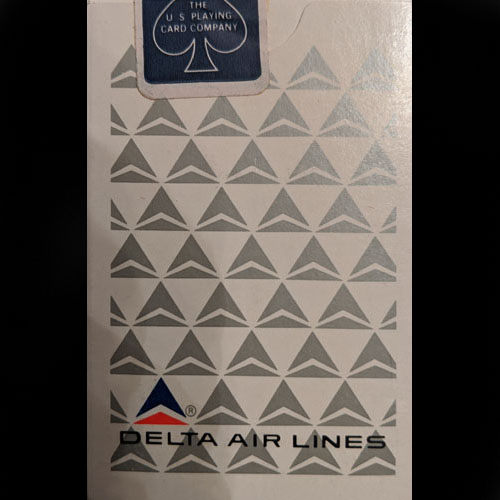 THE
U S PLAYING
CARD COMPANY
®
DELTA AIR LINES